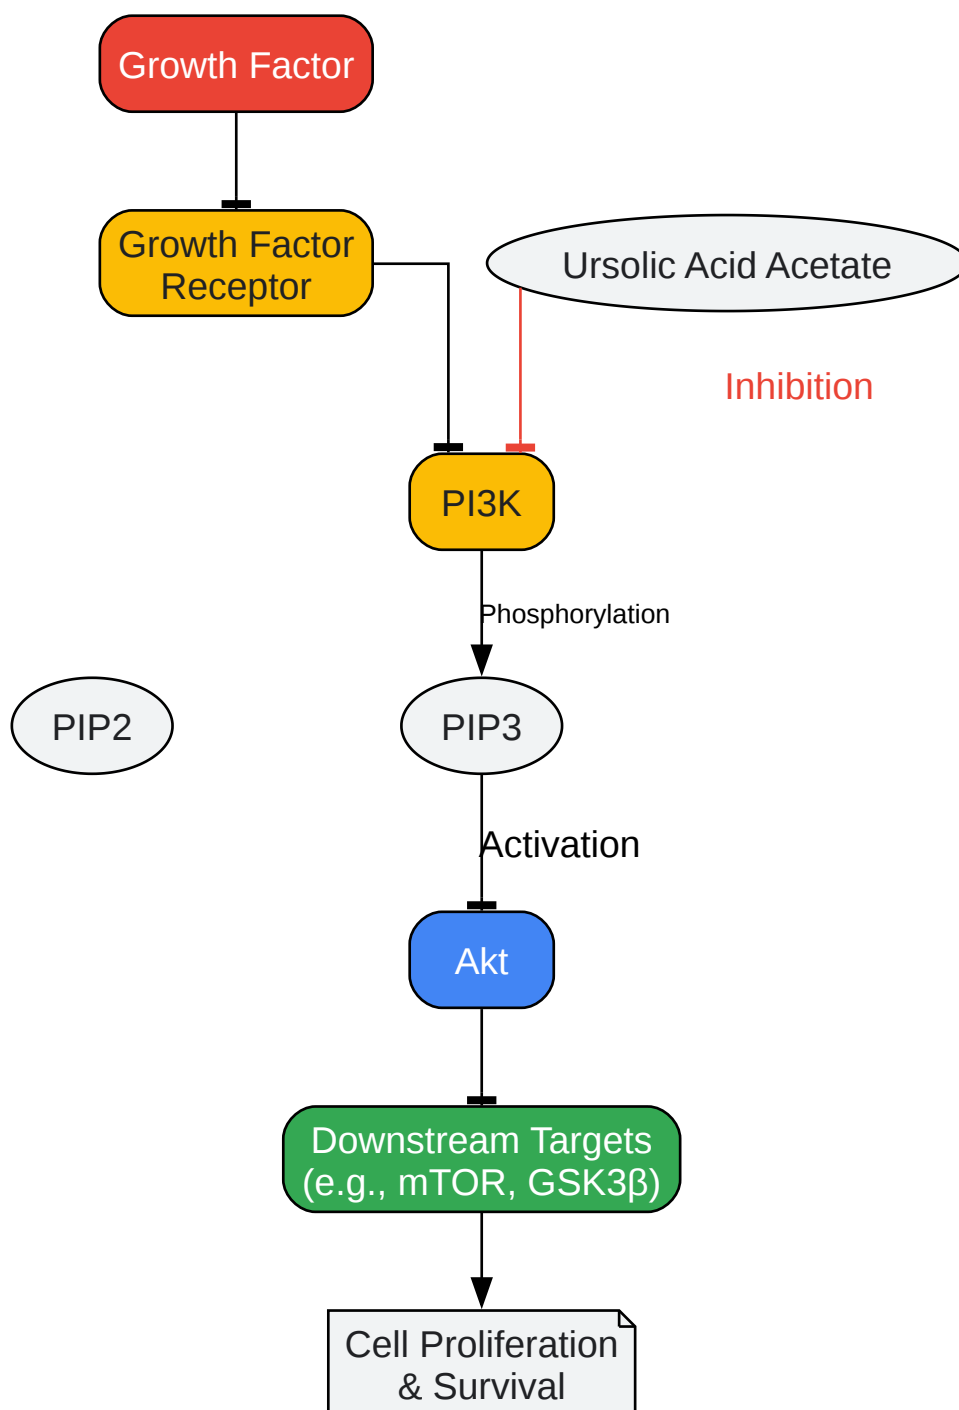 Growth Factor
Growth Factor
Receptor
Ursolic Acid Acetate
Inhibition
PI3K
Phosphorylation
PIP2
PIP3
Activation
Akt
Downstream Targets
(e.g., mTOR, GSK3β)
Cell Proliferation
& Survival